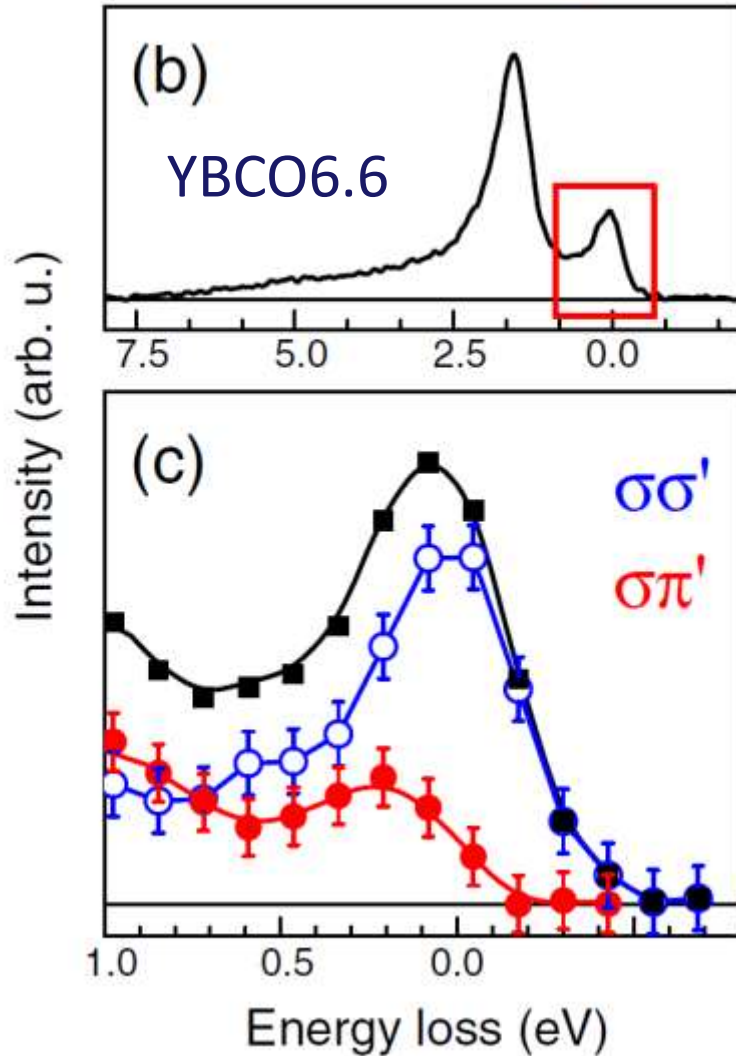 (b)
YBCO6.6
7.5 5.0 2.5 0.0
(c)
σσ'
σπ'
1.0 0.5 0.0
Energy loss (eV)
Intensity (arb. u.)